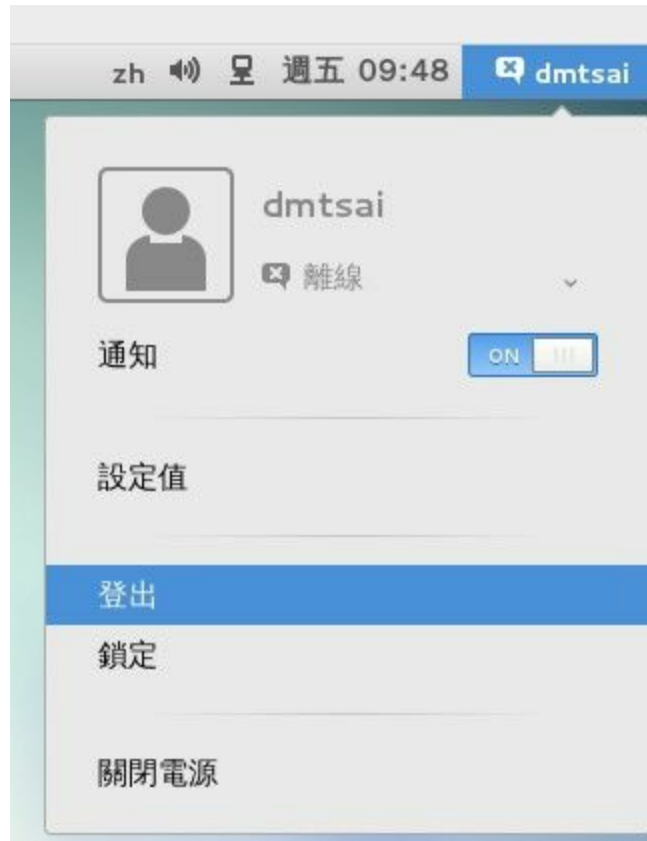 zh 週五 09:48 dmtsai
dmtsai
離線
通知 ON
設定值
登出
鎖定
關閉電源